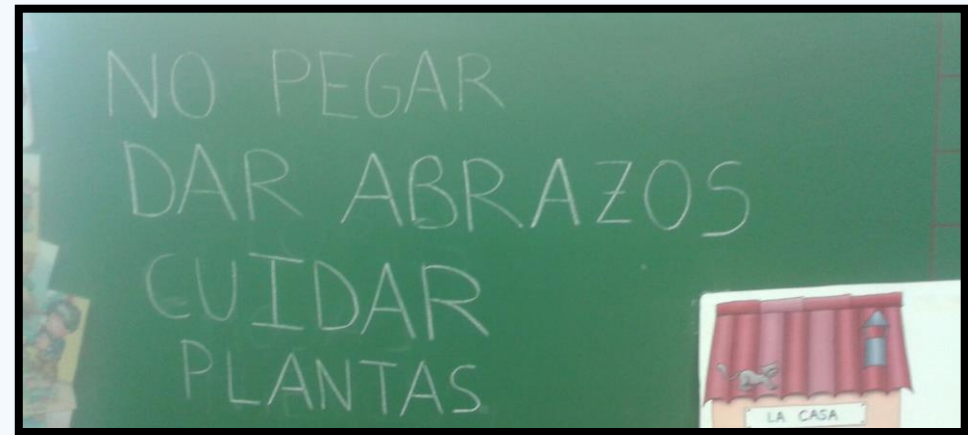 NO PEGAR
DAR ABRAZOS
CUIDAR
PLANTAS
LA CASA